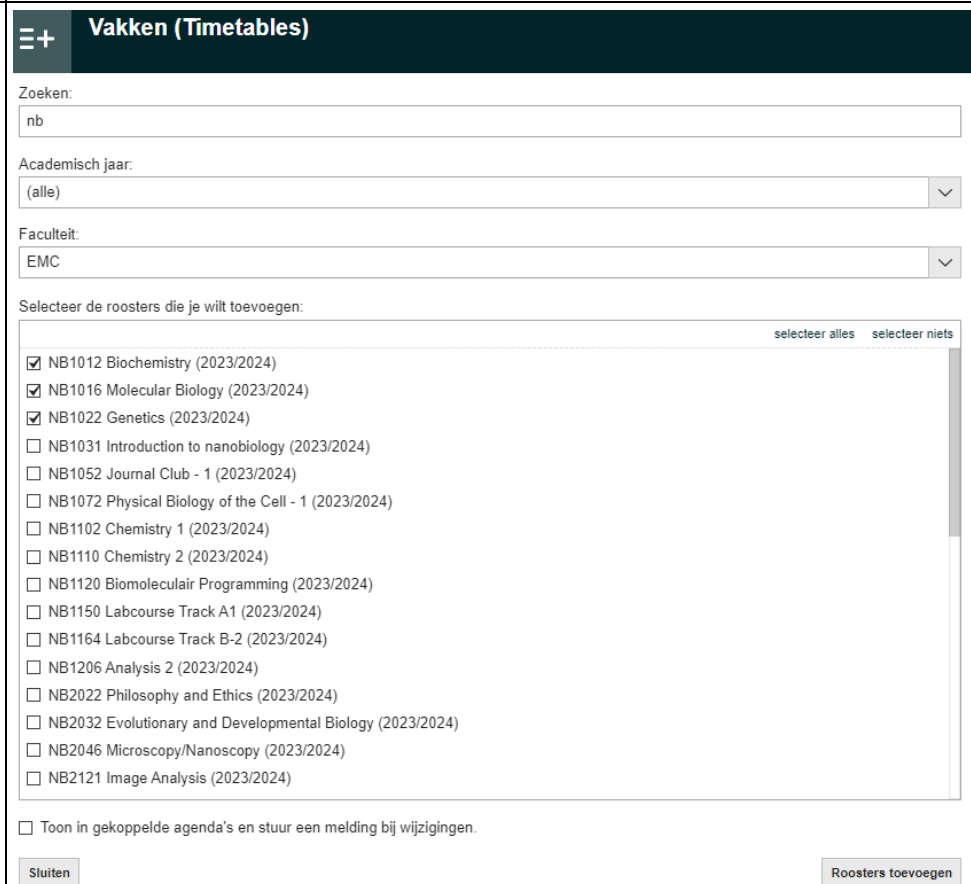 Vakken (Timetables)
Zoeken:
nb
Academisch jaar:
(alle)
Faculteit:
EMC
Selecteer de roosters die je wilt toevoegen:
selecteer alles selecteer niets
NB1012 Biochemistry (2023/2024)
NB1016 Molecular Biology (2023/2024)
NB1022 Genetics (2023/2024)
NB1031 Introduction to nanobiology (2023/2024)
NB1052 Journal Club - 1 (2023/2024)
NB1072 Physical Biology of the Cell - 1 (2023/2024)
NB1102 Chemistry 1 (2023/2024)
NB1110 Chemistry 2 (2023/2024)
NB1120 Biomoleculair Programming (2023/2024)
NB1150 Labcourse Track A1 (2023/2024)
NB1164 Labcourse Track B-2 (2023/2024)
NB1206 Analysis 2 (2023/2024)
NB2022 Philosophy and Ethics (2023/2024)
NB2032 Evolutionary and Developmental Biology (2023/2024)
NB2046 Microscopy/Nanoscopy (2023/2024)
NB2121 Image Analysis (2023/2024)
Toon in gekoppelde agenda's en stuur een melding bij wijzigingen.
Sluiten Roosters toevoegen